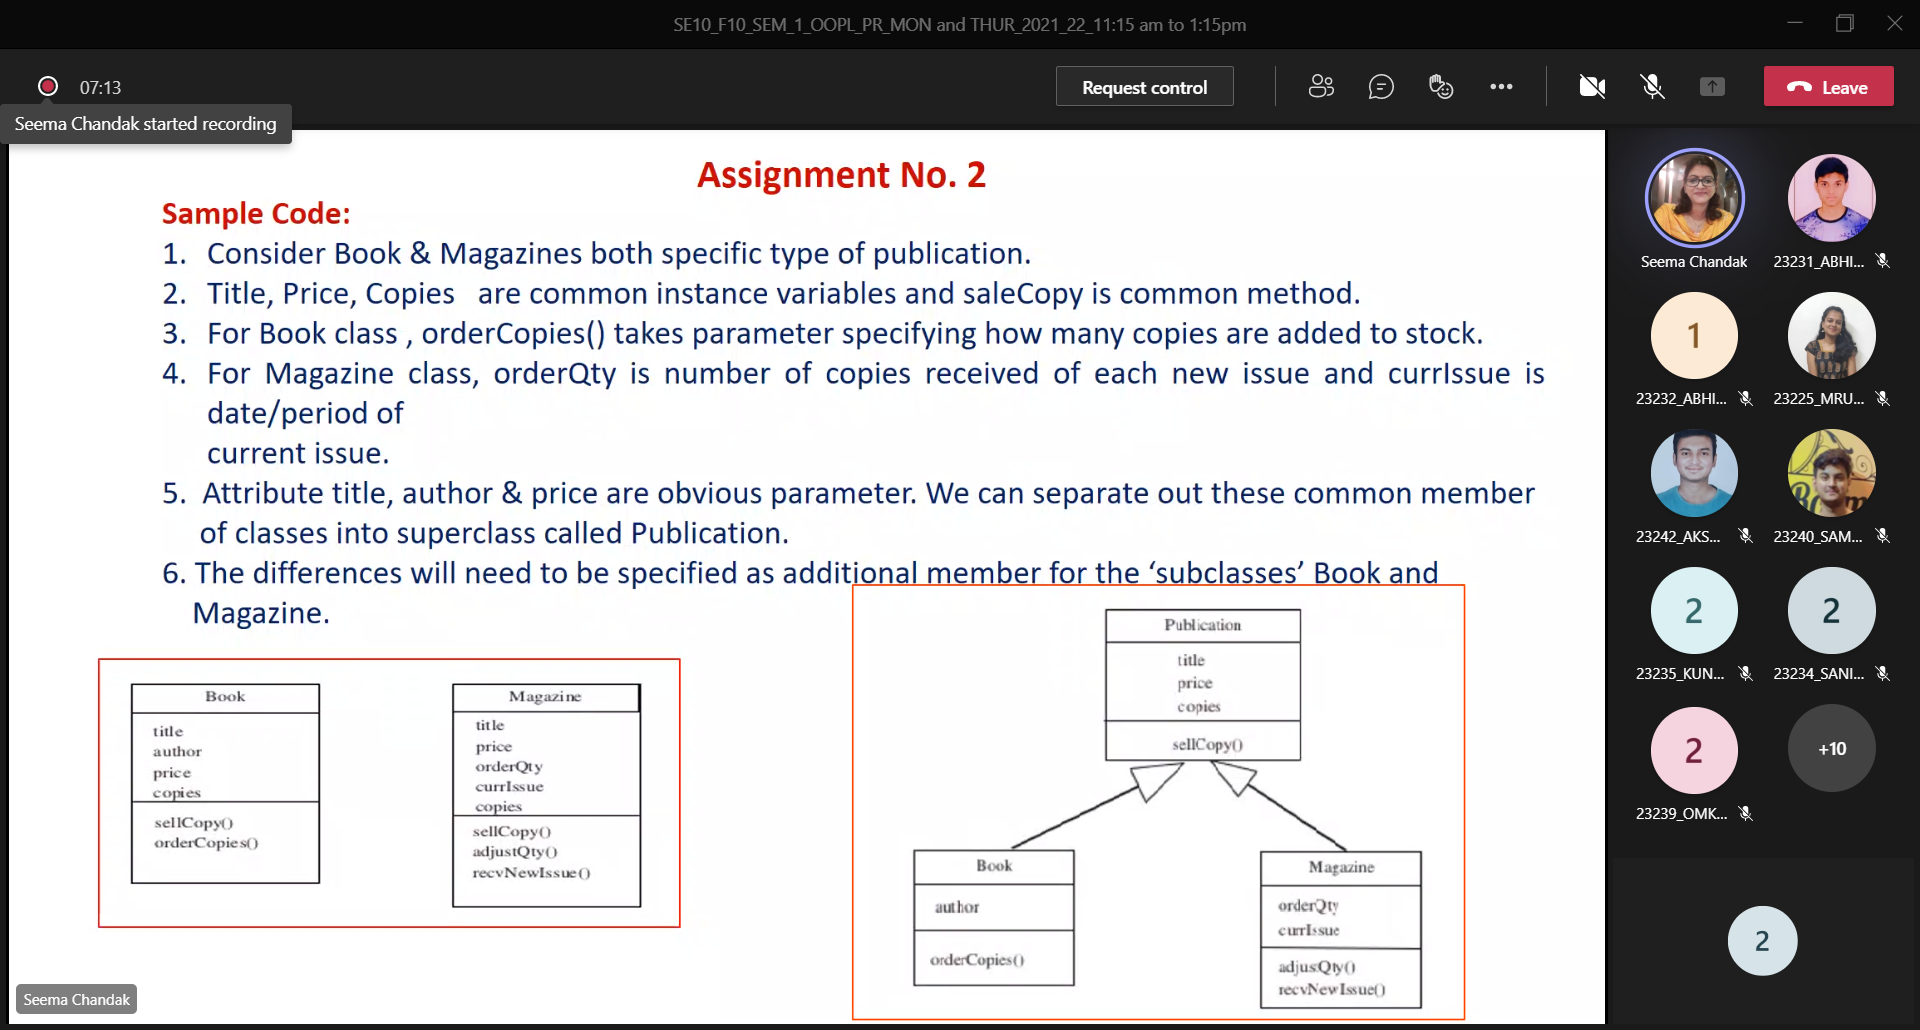 SE10_F10_SEM_1_OOPL_PR_MON and THUR_2021_22_11:15 am to 1:15pm
07:13
Request control
Leave
Seema Chandak started recording
Assignment No. 2
Sample Code:
1. Consider Book & Magazines both specific type of publication.
2. Title, Price, Copies are common instance variables and saleCopy is common method.
3. For Book class , orderCopies() takes parameter specifying how many copies are added to stock.
4. For Magazine class, orderQty is number of copies received of each new issue and currIssue is
date/period of
current issue.
5. Attribute title, author & price are obvious parameter. We can separate out these common member
of classes into superclass called Publication.
6. The differences will need to be specified as additional member for the ‘subclasses’ Book and
Magazine.
Book
title
author
price
copies
sellCopy()
orderCopies()
Magazine
title
price
orderQty
currIssue
copies
sellCopy()
adjustQty()
recvNewIssue()
Publication
title
price
copies
sellCopy()
Book
author
orderCopies()
Magazine
orderQty
currIssue
adjusQty()
recvNewIssue()
Seema Chandak
Seema Chandak
23231_ABHI...
1
23232_ABHI...
23225_MRU...
23242_AKS...
23240_SAM...
2
23235_KUN...
2
23234_SANI...
2
23239_OMK...
+10
2